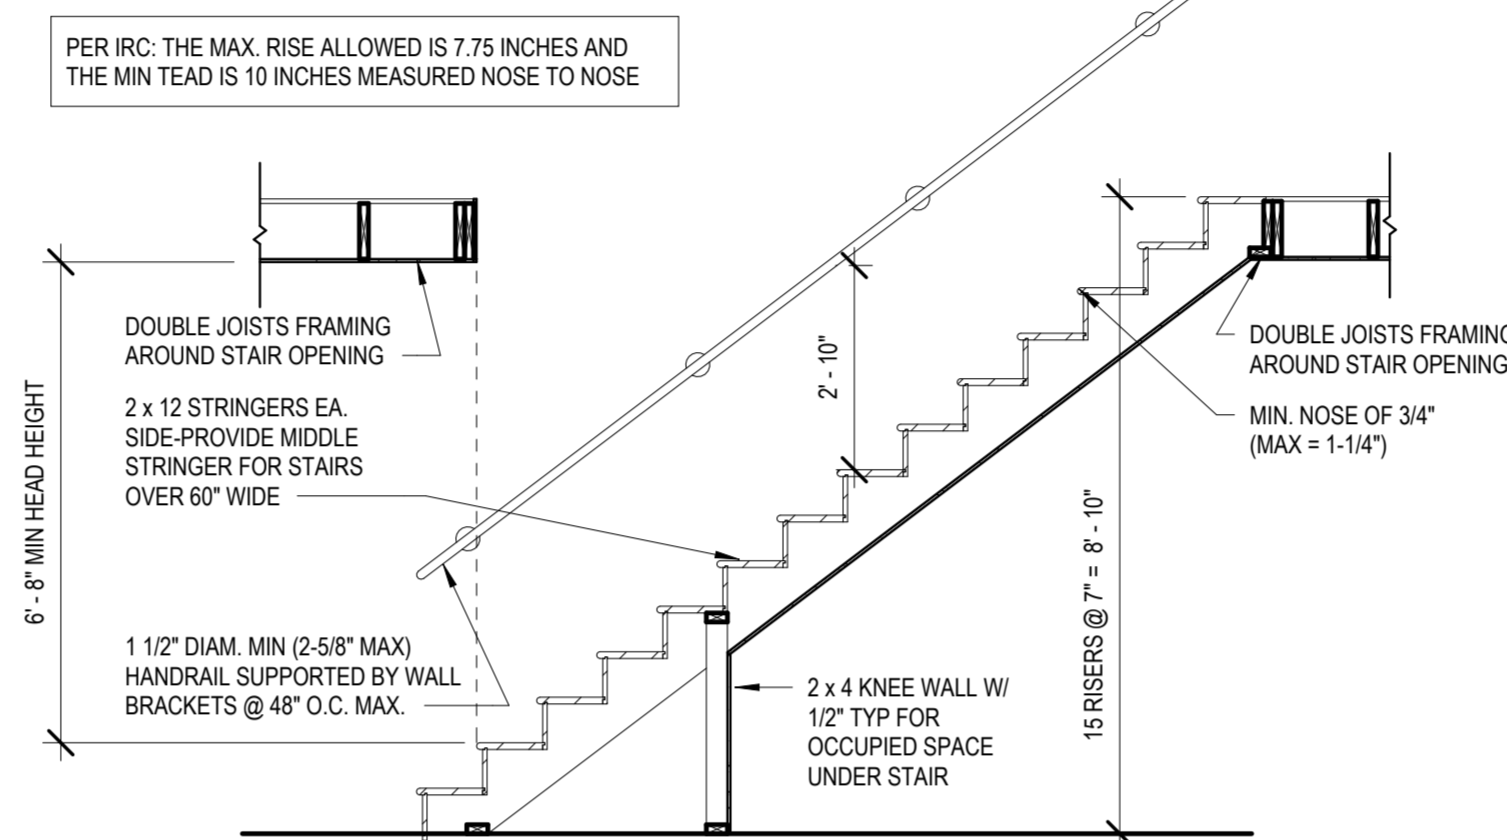 PER IRC: THE MAX. RISE ALLOWED IS 7.75 INCHES AND
THE MIN TEAD IS 10 INCHES MEASURED NOSE TO NOSE
DOUBLE JOISTS FRAMING
AROUND STAIR OPENING
2 x 12 STRINGERS EA.
SIDE-PROVIDE MIDDLE
STRINGER FOR STAIRS
OVER 60" WIDE
6' - 8" MIN HEAD HEIGHT
1 1/2" DIAM. MIN (2-5/8" MAX)
HANDRAIL SUPPORTED BY WALL
BRACKETS @ 48" O.C. MAX.
2' - 10"
2 x 4 KNEE WALL W/
1/2" TYP FOR
OCCUPIED SPACE
UNDER STAIR
15 RISERS @ 7" = 8' - 10"
DOUBLE JOISTS FRAMING
AROUND STAIR OPENING
MIN. NOSE OF 3/4"
(MAX = 1-1/4")